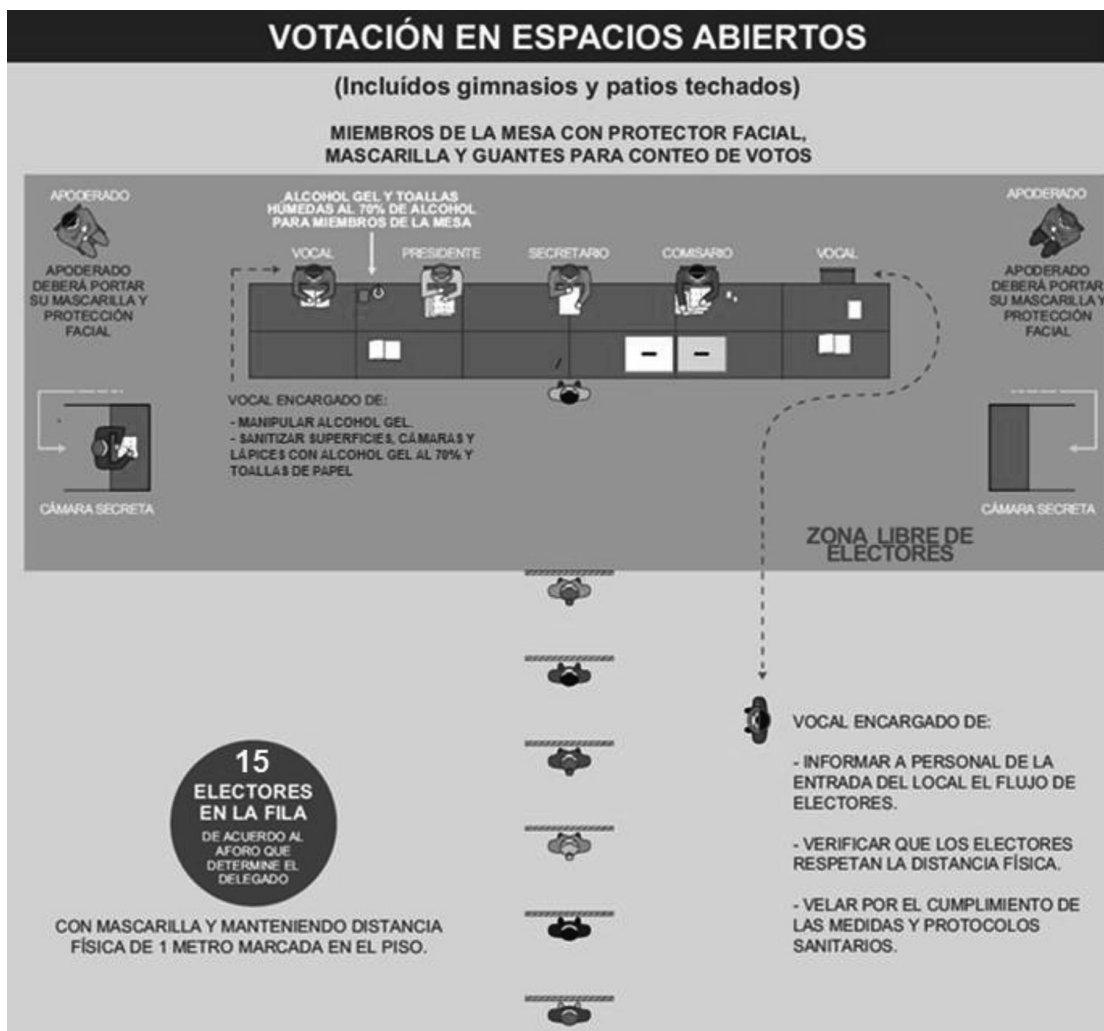 VOTACIÓN EN ESPACIOS ABIERTOS
(Incluídos gimnasios y patios techados)
MIEMBROS DE LA MESA CON PROTECTOR FACIAL,
MASCARILLA Y GUANTES PARA CONTEO DE VOTOS
APODERADO
APODERADO
DEBERÁ PORTAR
SU MASCARILLA Y
PROTECCIÓN
FACIAL
ALCOHOL GEL Y TOALLAS
HÚMEDAS AL 70% DE ALCOHOL
PARA MIEMBROS DE LA MESA
VOCAL
PRESIDENTE
SECRETARIO
COMISARIO
VOCAL
APODERADO
APODERADO
DEBERÁ PORTAR
SU MASCARILLA Y
PROTECCIÓN
FACIAL
VOCAL ENCARGADO DE:
- MANIPULAR ALCOHOL GEL.
- SANITIZAR SUPERFICIES, CÁMARAS Y
LÁPICES CON ALCOHOL GEL AL 70% Y
TOALLAS DE PAPEL
CÁMARA SECRETA
CÁMARA SECRETA
ZONA LIBRE DE
ELECTORES
15
ELECTORES
EN LA FILA
DE ACUERDO AL
AFORO QUE
DETERMINE EL
DELEGADO
CON MASCARILLA Y MANTENIENDO DISTANCIA
FÍSICA DE 1 METRO MARCADA EN EL PISO.
VOCAL ENCARGADO DE:
- INFORMAR A PERSONAL DE LA
ENTRADA DEL LOCAL EL FLUJO DE
ELECTORES.
- VERIFICAR QUE LOS ELECTORES
RESPETAN LA DISTANCIA FÍSICA.
- VELAR POR EL CUMPLIMIENTO DE
LAS MEDIDAS Y PROTOCOLOS
SANITARIOS.